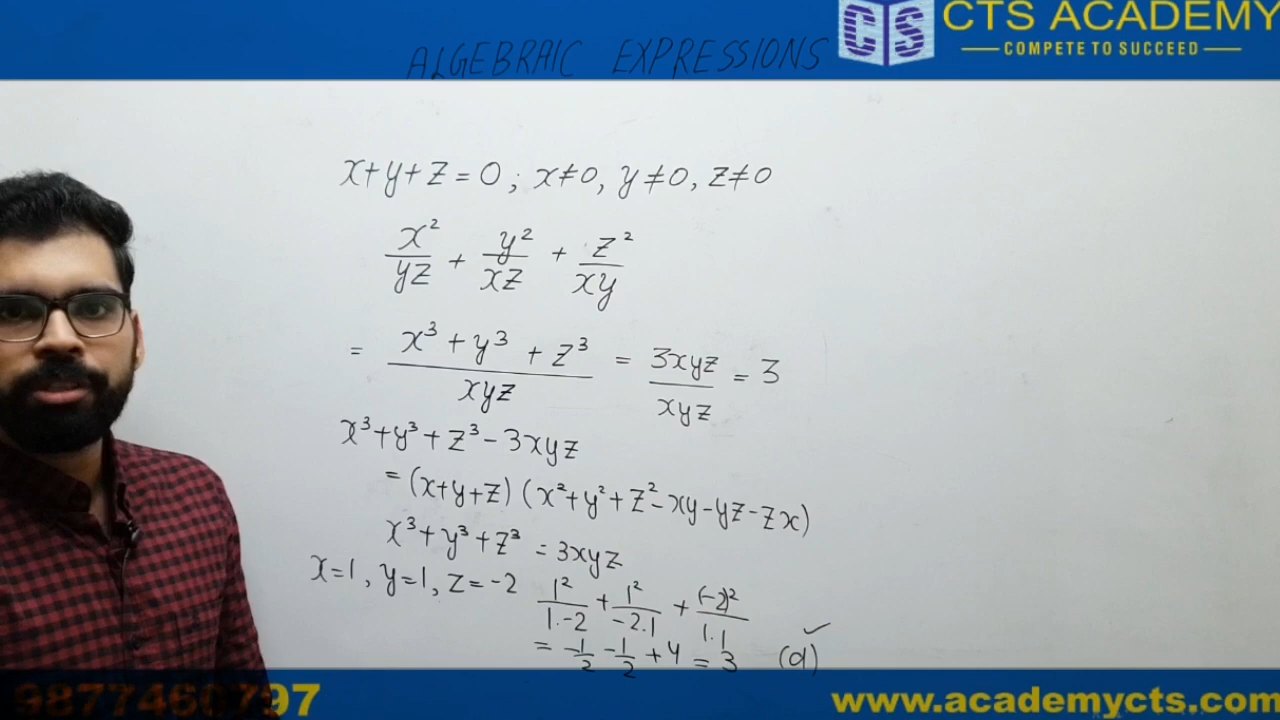 CTS ACADEMY
COMPETE TO SUCCEED
CTS
ALGEBRAIC EXPRESSIONS
x+y+z=0; x≠0, y≠0, z≠0
x²/yz + y²/xz + z²/xy
= x³+y³+z³/xyz = 3xyz/xyz = 3
x³+y³+z³-3xyz
= (x+y+z) (x²+y²+z²-xy-yz-zx)
x³+y³+z³ = 3xyz
x=1, y=1, z=-2 1²/1.-2 + 1²/-2.1 + (-2)²/1.1
= -1/2 -1/2 +4 = 3 (d) ✓
9877460797
www.academycts.com